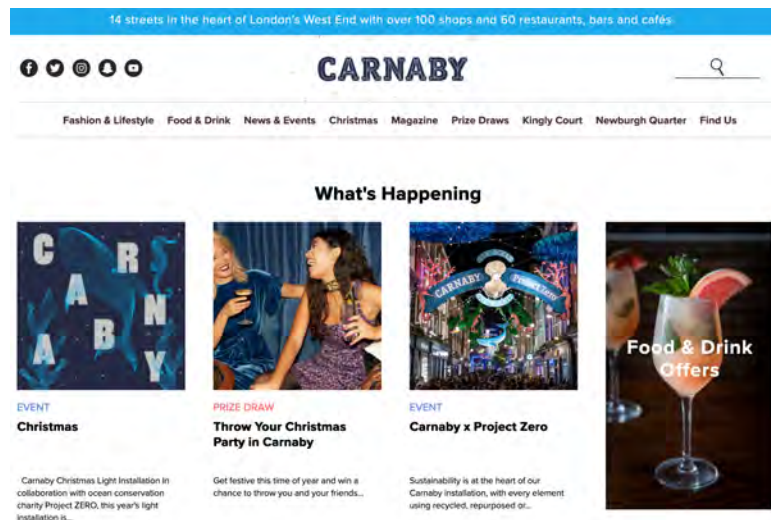 14 streets in the heart of London's West End with over 100 shops and 60 restaurants, bars and cafés
CARNABY
Fashion & Lifestyle Food & Drink News & Events Christmas Magazine Prize Draws Kingly Court Newburgh Quarter Find Us
What's Happening
CARNABY
CARNABY
Project Zero
Food & Drink
Offers
EVENT
Christmas
Carnaby Christmas Light Installation In
collaboration with ocean conservation
charity Project ZERO, this year's light
installation is...
PRIZE DRAW
Throw Your Christmas
Party in Carnaby
Get festive this time of year and win a
chance to throw you and your friends...
EVENT
Carnaby x Project Zero
Sustainability is at the heart of our
Carnaby installation, with every element
using recycled, repurposed or...